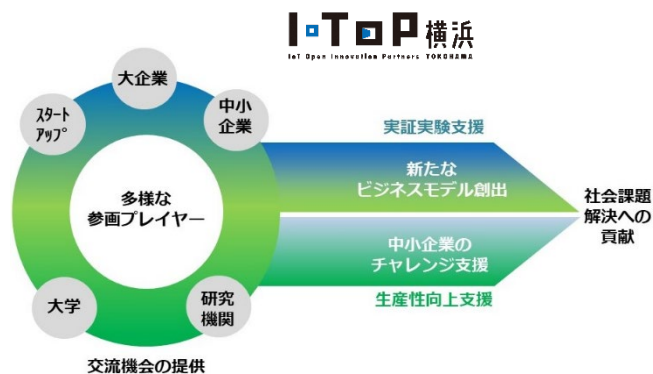 I・TOP横浜
IoT Open Innovation Partners YOKOHAMA
大企業
スタート
アップ
中小
企業
多様な
参画プレイヤー
大学
研究
機関
交流機会の提供
実証実験支援
新たな
ビジネスモデル創出
中小企業の
チャレンジ支援
生産性向上支援
社会課題
解決への
貢献